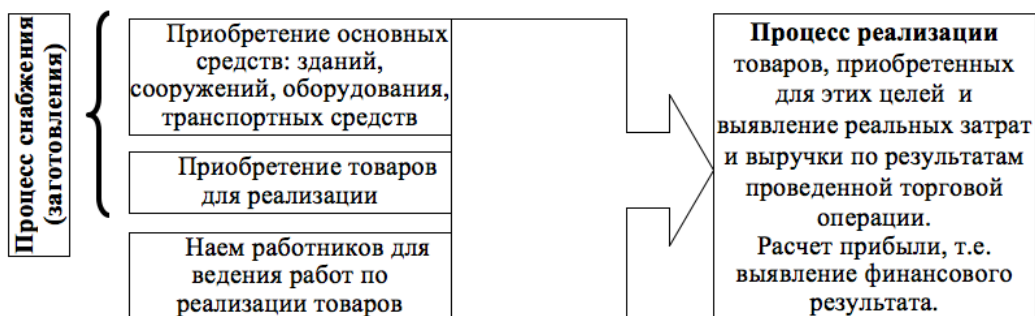 Процесс снабжения
(заготовления)
Приобретение основных
средств: зданий,
сооружений, оборудования,
транспортных средств
Приобретение товаров
для реализации
Наем работников для
ведения работ по
реализации товаров
Процесс реализации
товаров, приобретенных
для этих целей и
выявление реальных затрат
и выручки по результатам
проведенной торговой
операции.
Расчет прибыли, т.е.
выявление финансового
результата.